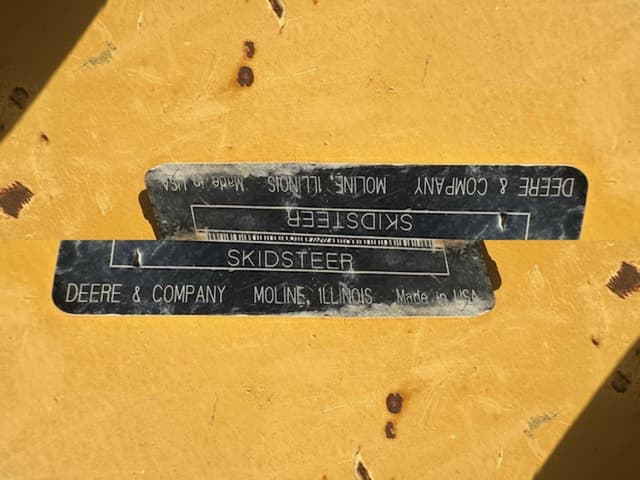 DEERE & COMPANY MOLINE, ILLINOIS Made in USA
SKIDSTEER
SKIDSTEER
DEERE & COMPANY MOLINE, ILLINOIS Made in USA